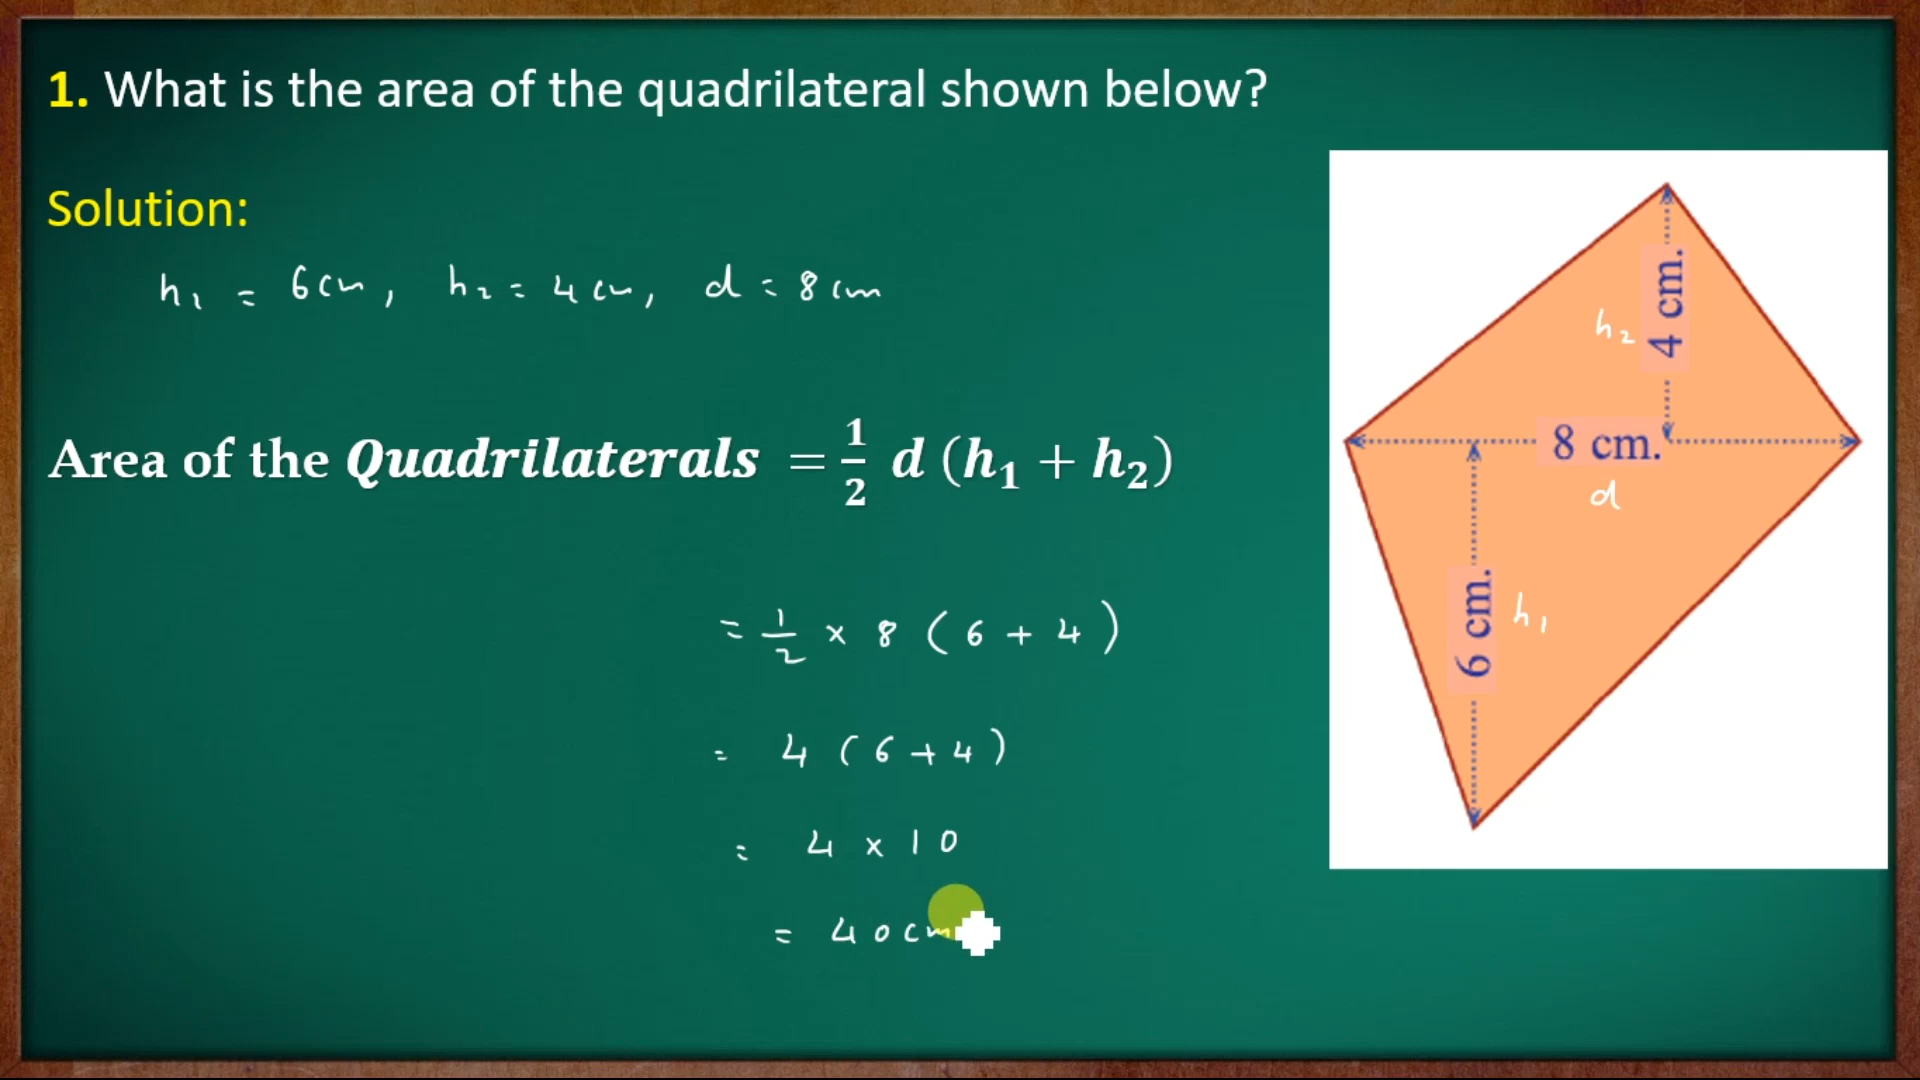 1. What is the area of the quadrilateral shown below?
Solution:
h₁ = 6cm, h₂ = 4cm, d = 8cm
Area of the Quadrilaterals = 1/2 d (h₁ + h₂)
= 1/2 × 8 ( 6 + 4 )
= 4 ( 6 + 4 )
= 4 × 10
= 40cm
4 cm.
h₂
8 cm.
d
6 cm.
h₁